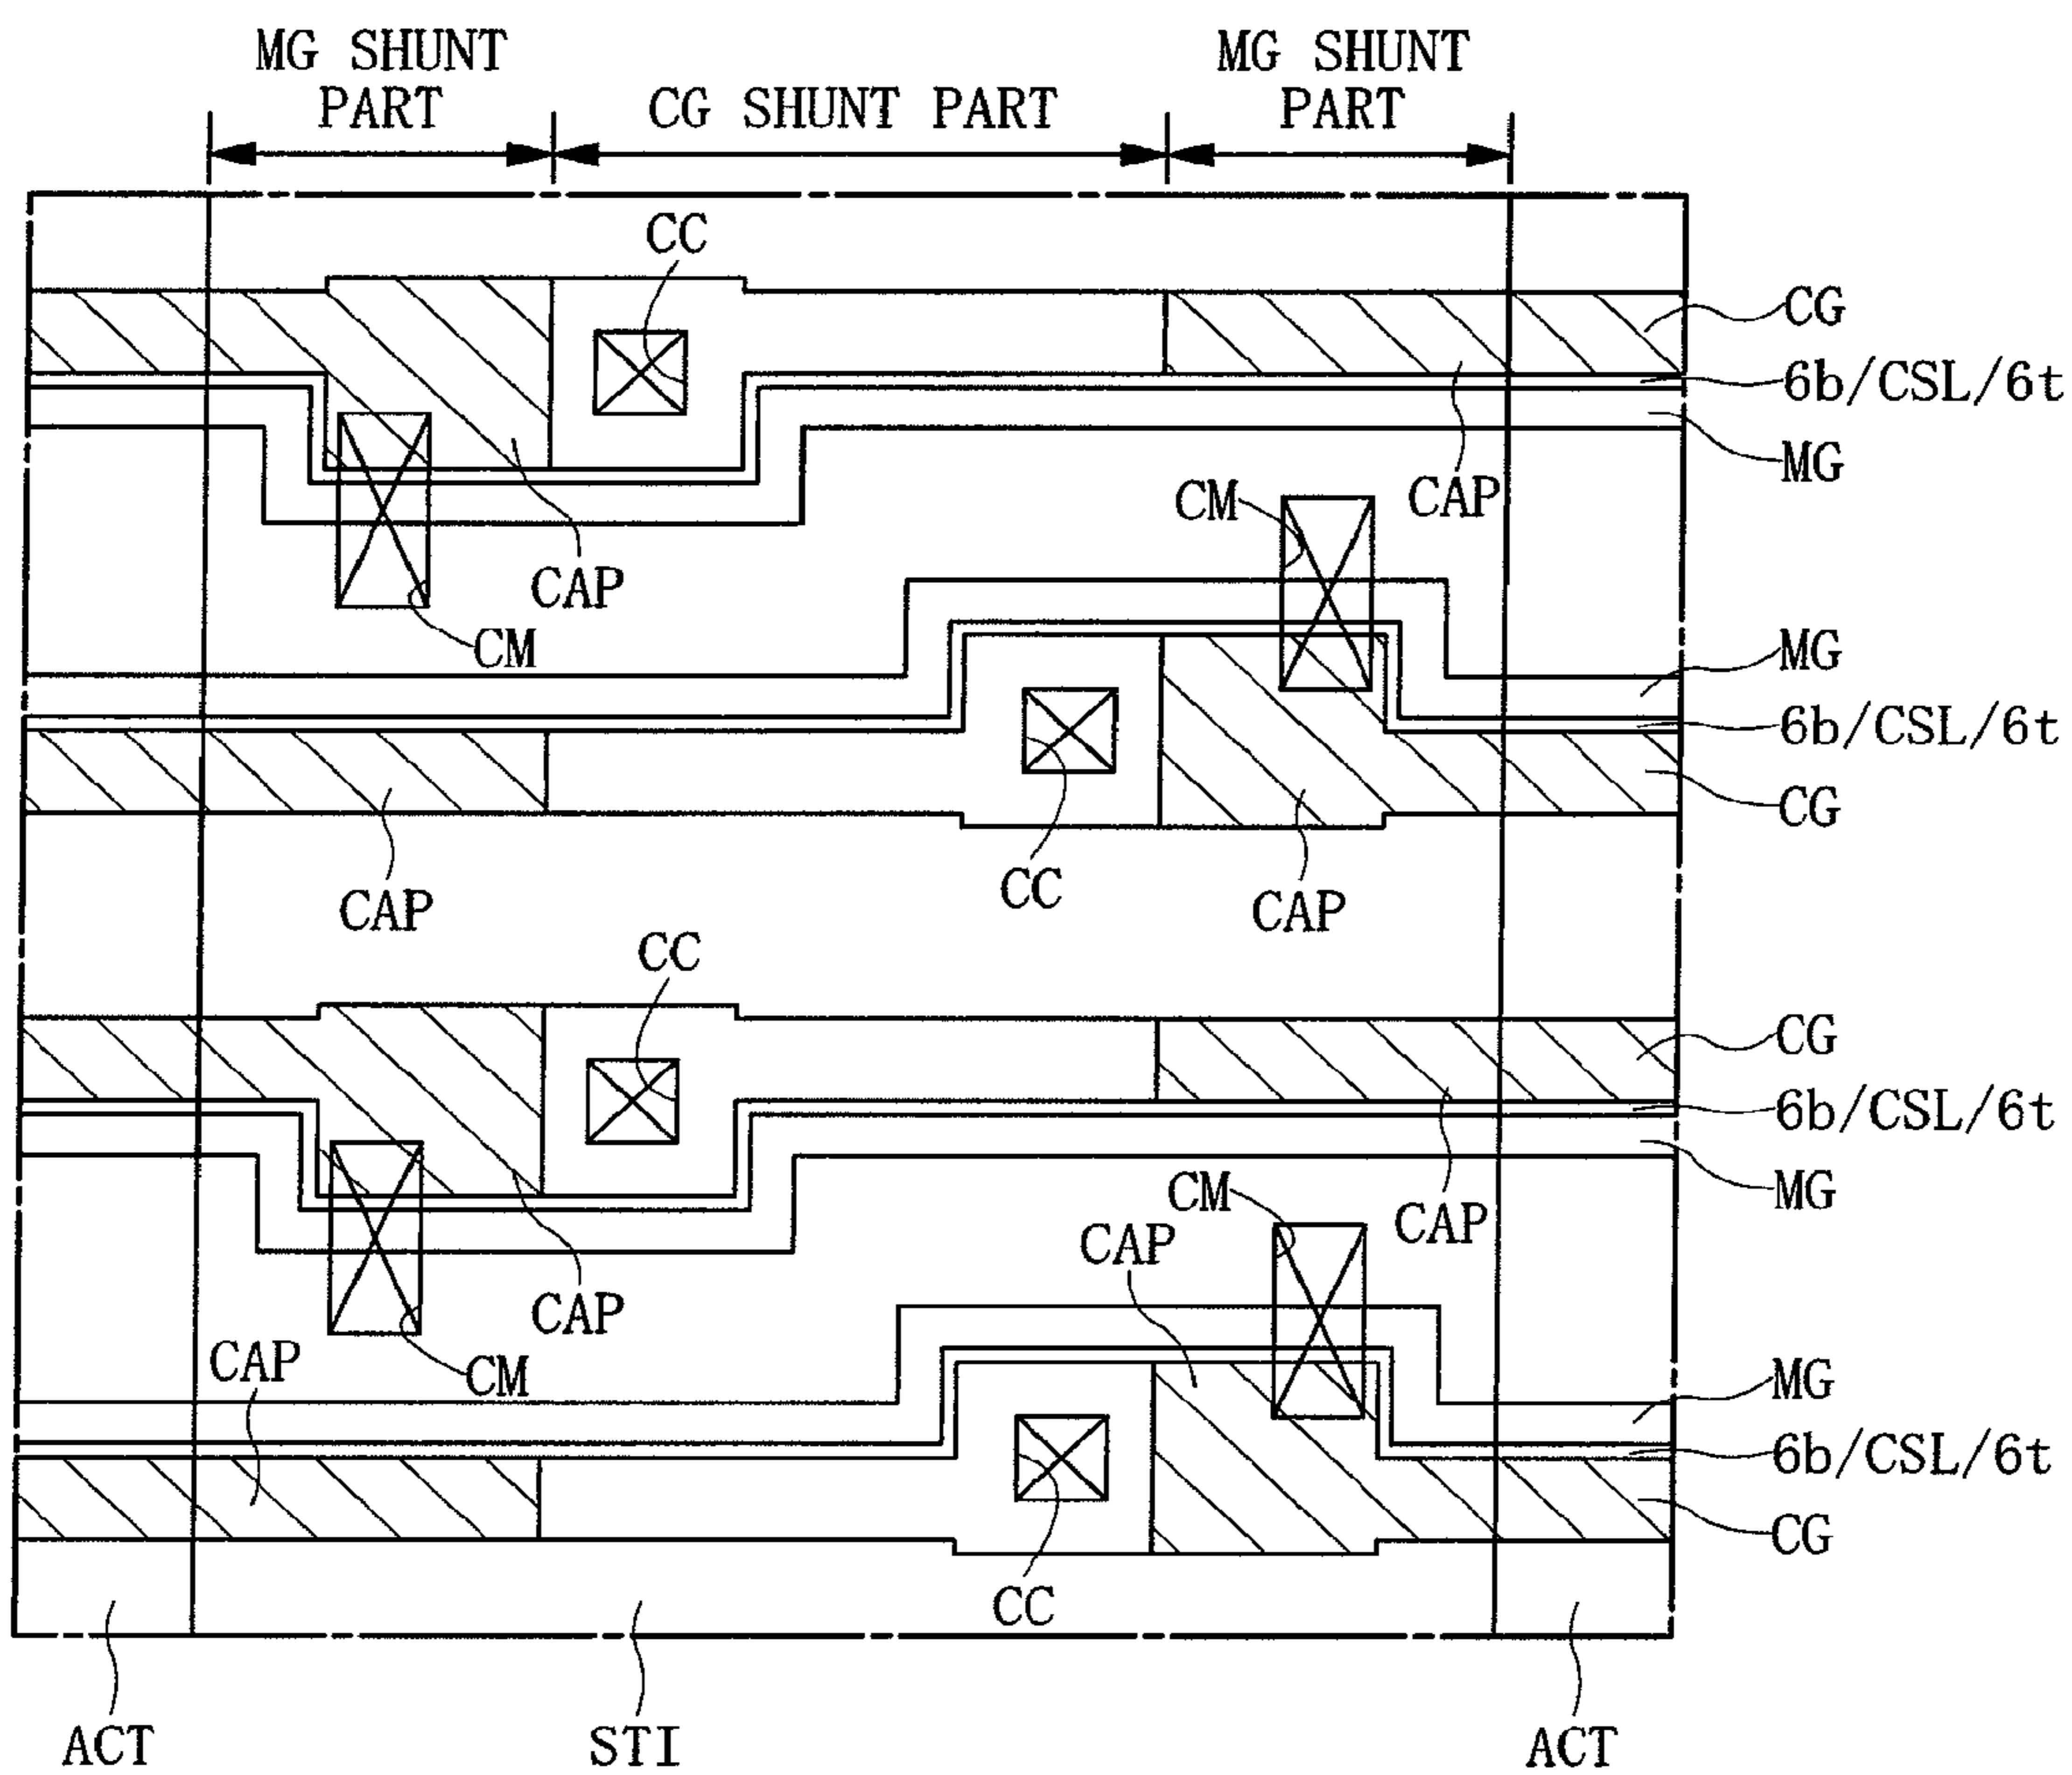 MG SHUNT
PART
CG SHUNT PART
MG SHUNT
PART
CC
CG
6b/CSL/6t
MG
CAP
CM
CAP
CM
MG
6b/CSL/6t
CG
CAP
CC
CAP
CC
CG
6b/CSL/6t
MG
CM
CAP
CAP
CAP
CAP
CM
MG
6b/CSL/6t
CG
CC
ACT
STI
ACT